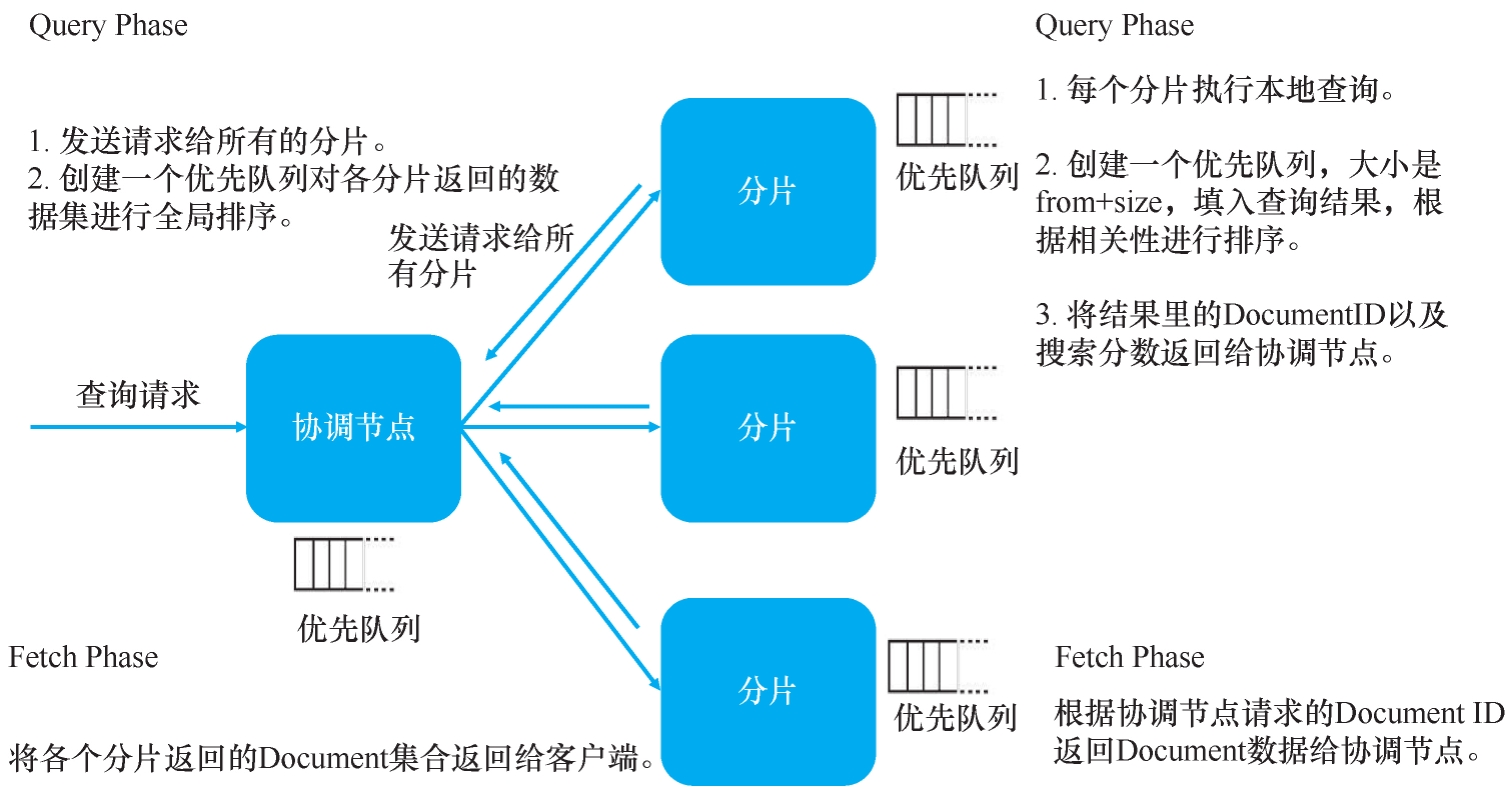 Query Phase
1. 发送请求给所有的分片。
2. 创建一个优先队列对各分片返回的数
据集进行全局排序。
发送请求给所
有分片
查询请求
协调节点
优先队列
Fetch Phase
将各个分片返回的Document集合返回给客户端。
分片
优先队列
分片
优先队列
分片
优先队列
Query Phase
1. 每个分片执行本地查询。
2. 创建一个优先队列，大小是
from+size，填入查询结果，根
据相关性进行排序。
3. 将结果里的DocumentID以及
搜索分数返回给协调节点。
Fetch Phase
根据协调节点请求的Document ID
返回Document数据给协调节点。